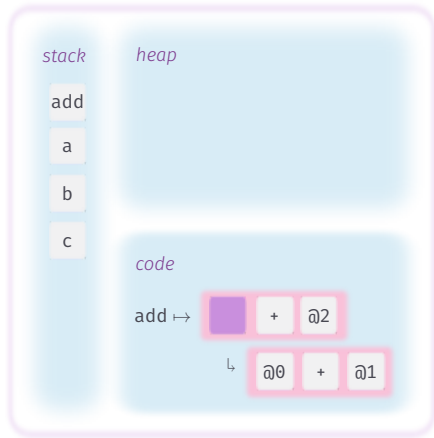 stack
add
a
b
c
heap
code
add ↦ + @2
↳ @0 + @1